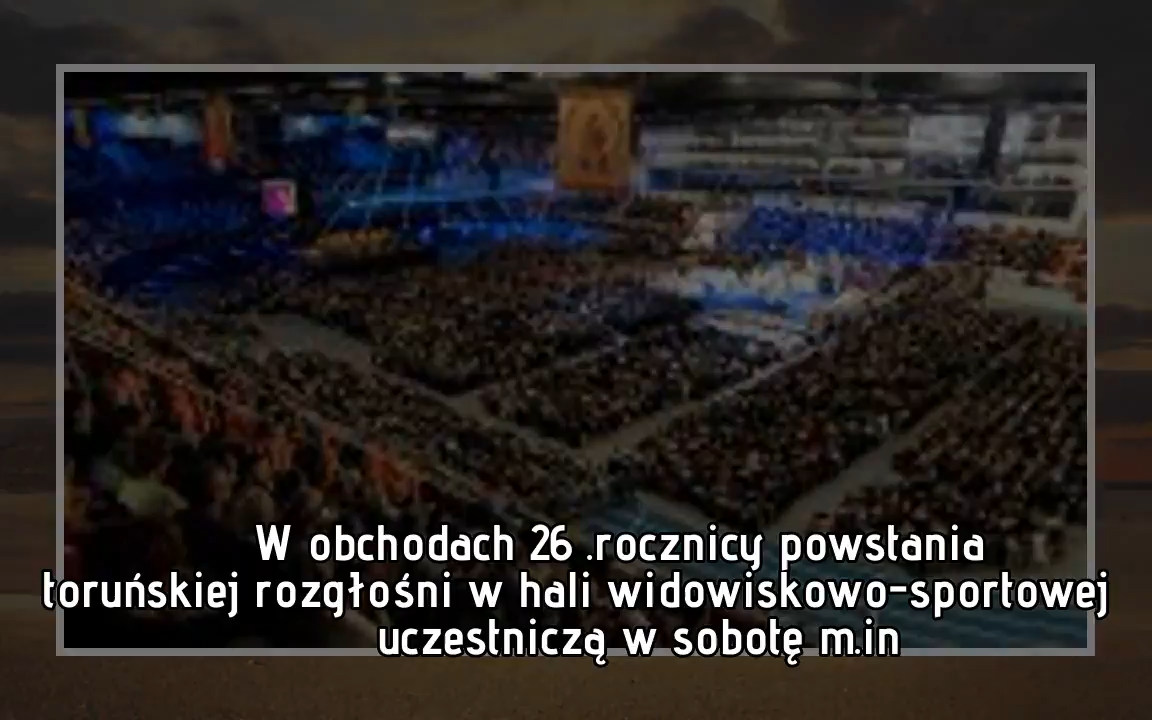 W obchodach 26 .rocznicy powstania
toruńskiej rozgłośni w hali widowiskowo-sportowej
uczestniczą w sobotę m.in